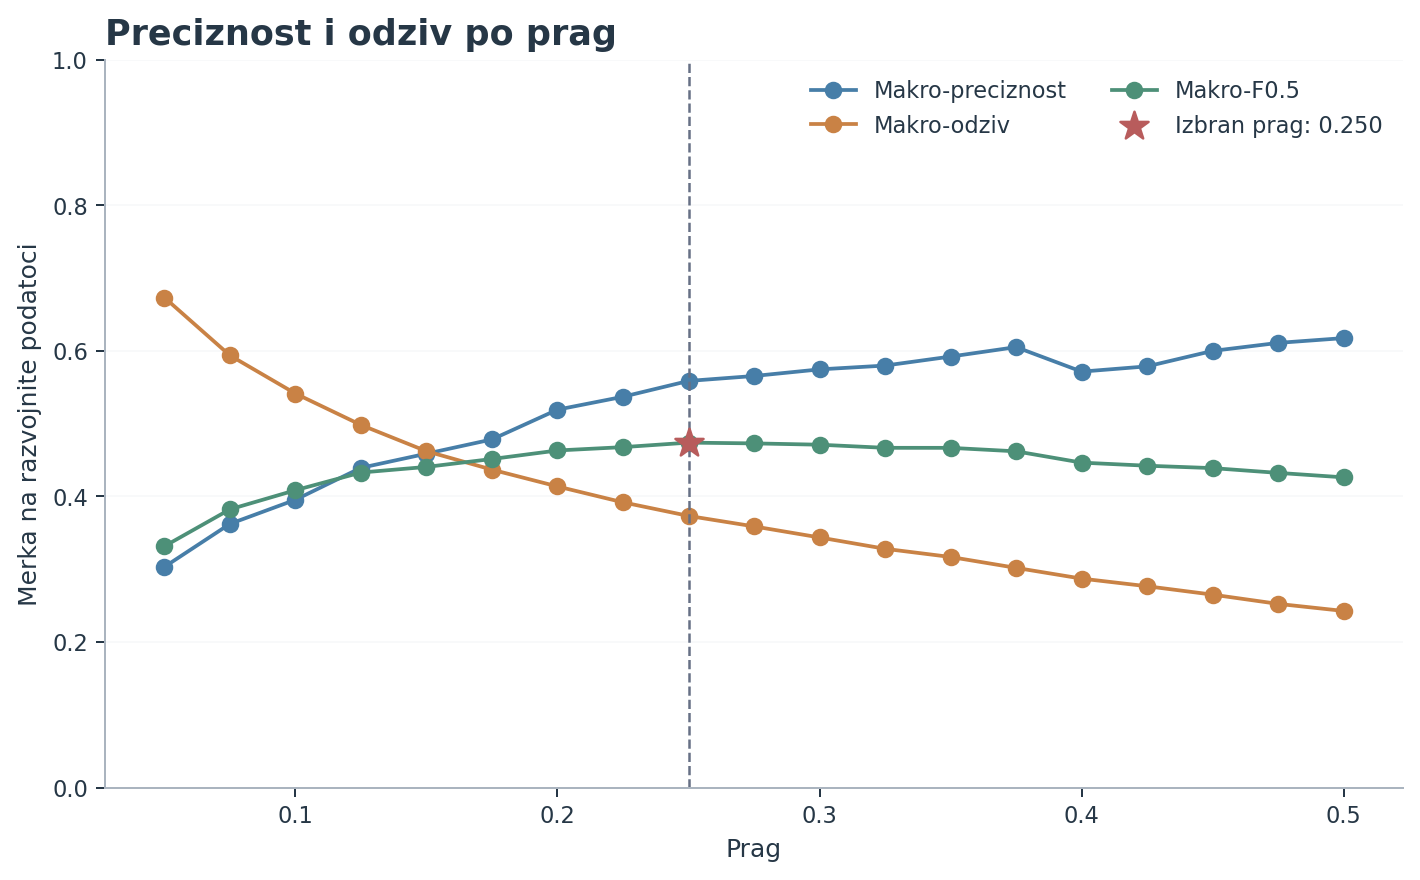 Preciznost i odziv po prag
Makro-preciznost
Makro-odziv
Makro-F0.5
Izbran prag: 0.250
Merka na razvojnite podatoci
1.0
0.8
0.6
0.4
0.2
0.0
0.1
0.2
0.3
0.4
0.5
Prag